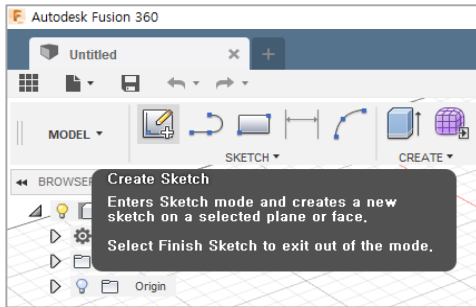 Autodesk Fusion 360
Untitled
MODEL
SKETCH
CREATE
BROWSER
Create Sketch
Enters Sketch mode and creates a new
sketch on a selected plane or face.
Select Finish Sketch to exit out of the mode.
Origin